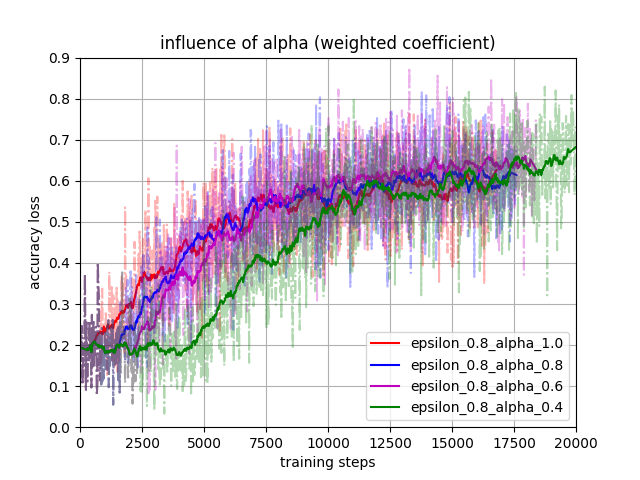 influence of alpha (weighted coefficient)
0.9
0.8
0.7
0.6
0.5
0.4
0.3
0.2
0.1
0.0
accuracy loss
epsilon_0.8_alpha_1.0
epsilon_0.8_alpha_0.8
epsilon_0.8_alpha_0.6
epsilon_0.8_alpha_0.4
0 2500 5000 7500 10000 12500 15000 17500 20000
training steps